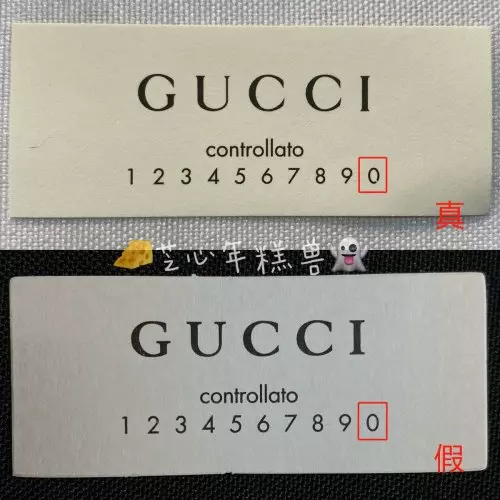 GUCCI
controllato
1 2 3 4 5 6 7 8 9 0
真
芝心年糕兽
GUCCI
controllato
1 2 3 4 5 6 7 8 9 0
假